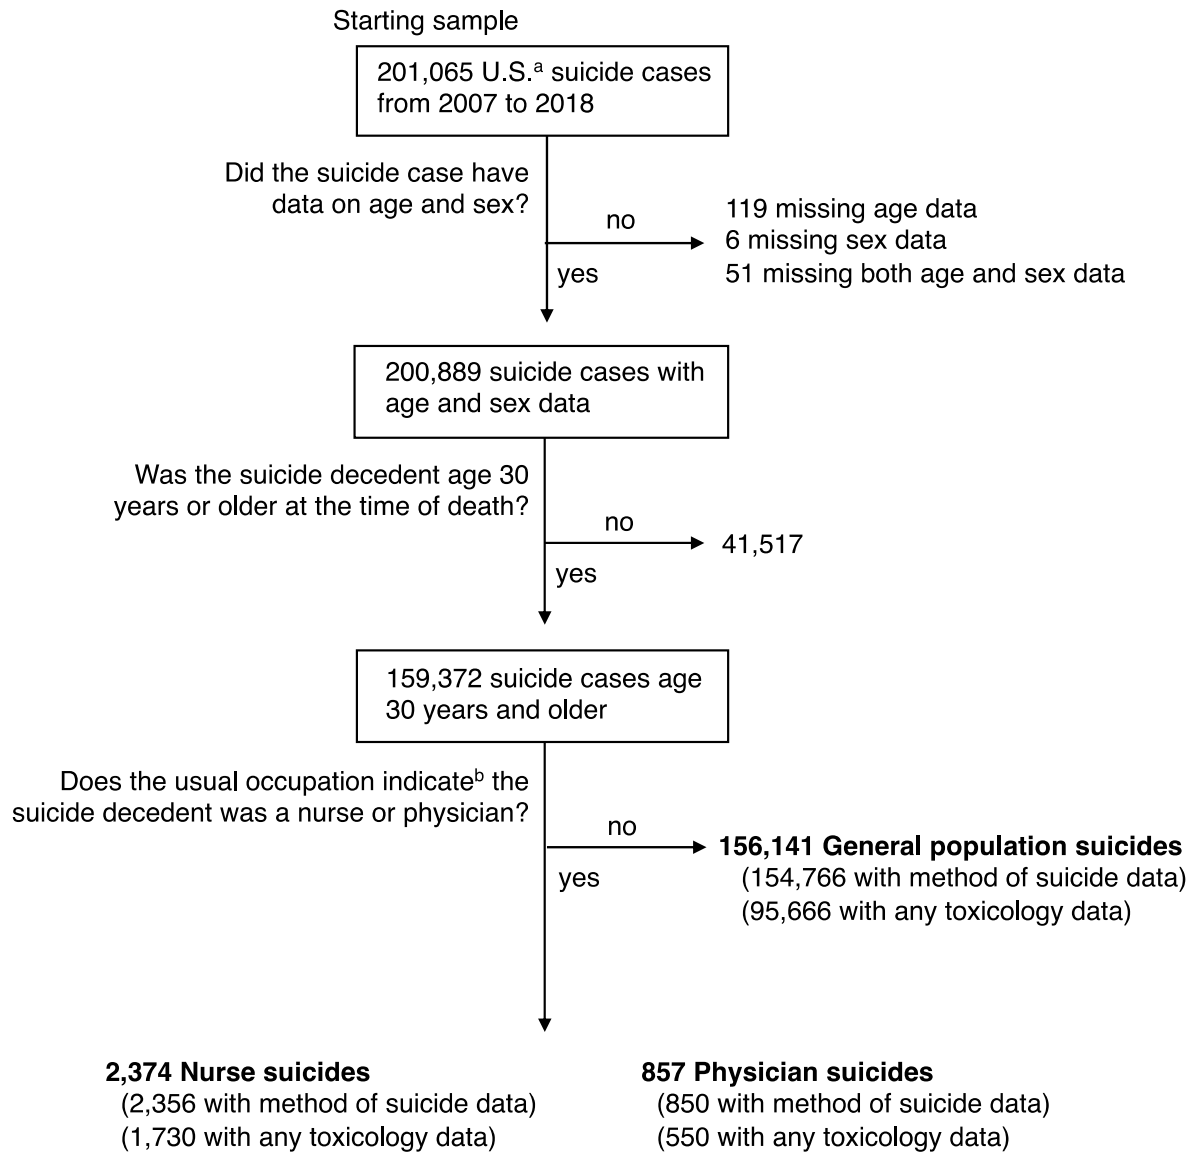 Starting sample
201,065 U.S.ᵃ suicide cases
from 2007 to 2018
Did the suicide case have
data on age and sex?
no
119 missing age data
6 missing sex data
51 missing both age and sex data
yes
200,889 suicide cases with
age and sex data
Was the suicide decedent age 30
years or older at the time of death?
no
41,517
yes
159,372 suicide cases age
30 years and older
Does the usual occupation indicateᵇ the
suicide decedent was a nurse or physician?
no
156,141 General population suicides
(154,766 with method of suicide data)
(95,666 with any toxicology data)
yes
2,374 Nurse suicides
(2,356 with method of suicide data)
(1,730 with any toxicology data)
857 Physician suicides
(850 with method of suicide data)
(550 with any toxicology data)